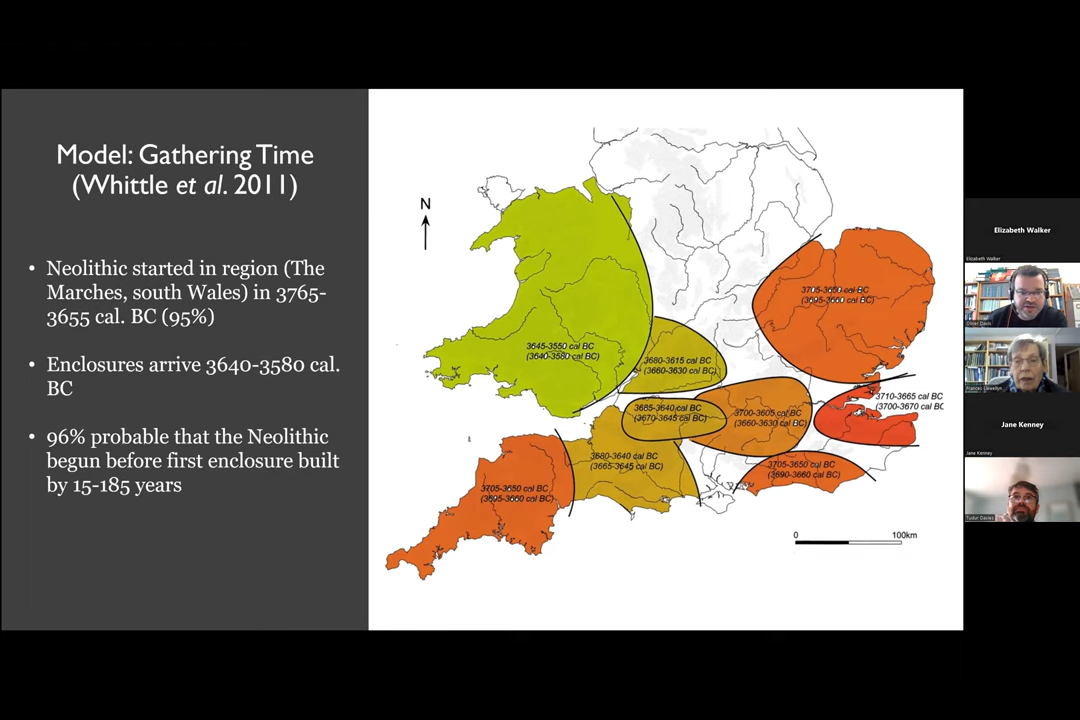 Model: Gathering Time
(Whittle et al. 2011)
• Neolithic started in region (The
Marches, south Wales) in 3765-
3655 cal. BC (95%)
• Enclosures arrive 3640-3580 cal.
BC
• 96% probable that the Neolithic
begun before first enclosure built
by 15-185 years
N
3705-3650 cal BC
(3695-3660 cal BC)
3645-3550 cal BC
(3640-3580 cal BC)
3680-3615 cal BC
(3660-3630 cal BC)
3710-3665 cal BC
(3700-3670 cal BC
3685-3640 cal BC
(3670-3645 cal BC)
3700-3605 cal BC
(3660-3630 cal BC)
3680-3640 cal BC
(3665-3645 cal BC)
3705-3650 cal BC
(3690-3660 cal BC)
3705-3650 cal BC
(3695-3660 cal BC)
0 100km
Elizabeth Walker
Elizabeth Walker
Oliver Davis
Frances Llewellyn
Jane Kenney
Jane Kenney
Tudur Davies